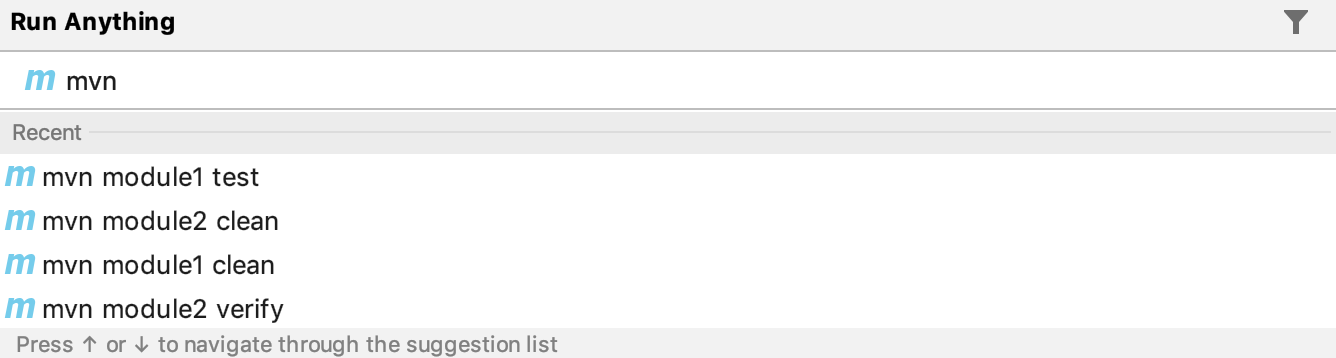 Run Anything
m mvn
Recent
m mvn module1 test
m mvn module2 clean
m mvn module1 clean
m mvn module2 verify
Press ↑ or ↓ to navigate through the suggestion list